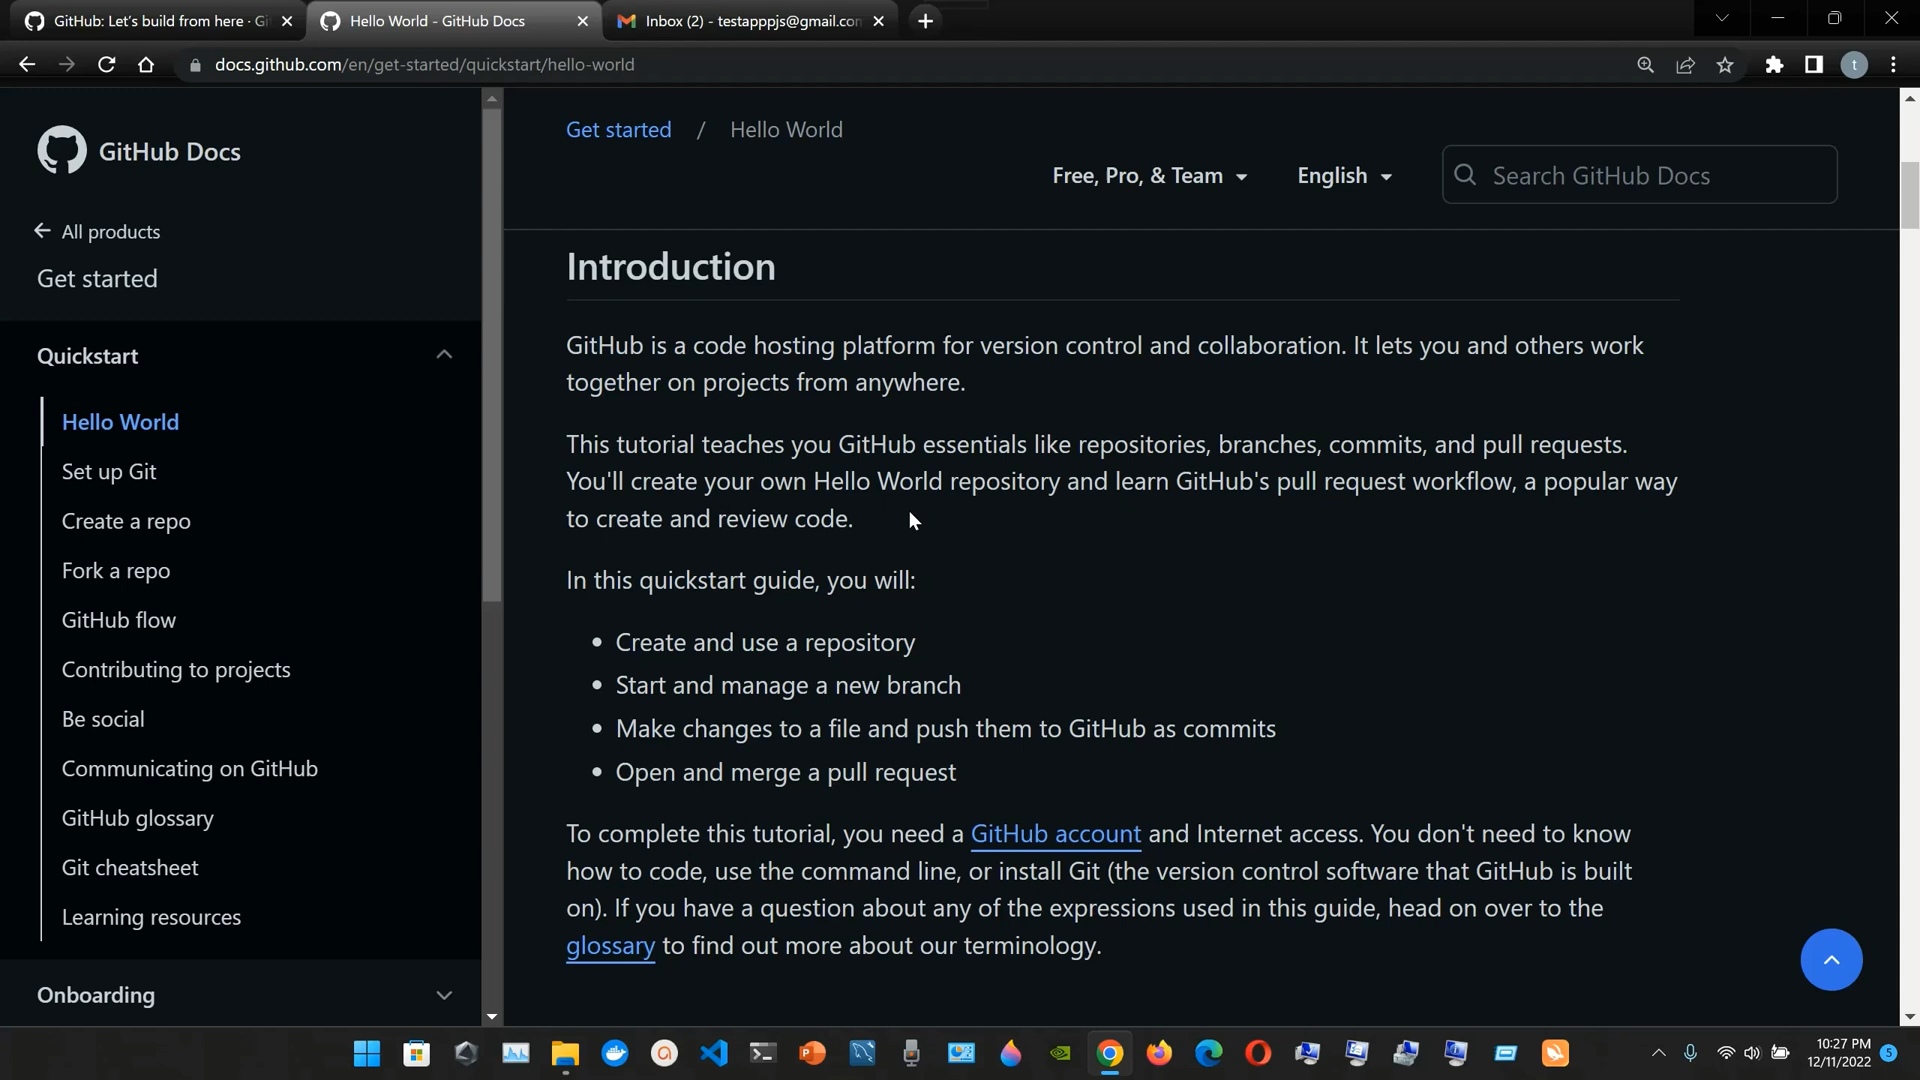 GitHub: Let's build from here · Gi
Hello World - GitHub Docs
Inbox (2) - testapppjs@gmail.com
docs.github.com/en/get-started/quickstart/hello-world
t
GitHub Docs
All products
Get started
Quickstart
Hello World
Set up Git
Create a repo
Fork a repo
GitHub flow
Contributing to projects
Be social
Communicating on GitHub
GitHub glossary
Git cheatsheet
Learning resources
Onboarding
Get started / Hello World
Free, Pro, & Team
English
Search GitHub Docs
Introduction
GitHub is a code hosting platform for version control and collaboration. It lets you and others work
together on projects from anywhere.
This tutorial teaches you GitHub essentials like repositories, branches, commits, and pull requests.
You'll create your own Hello World repository and learn GitHub's pull request workflow, a popular way
to create and review code.
In this quickstart guide, you will:
• Create and use a repository
• Start and manage a new branch
• Make changes to a file and push them to GitHub as commits
• Open and merge a pull request
To complete this tutorial, you need a GitHub account and Internet access. You don't need to know
how to code, use the command line, or install Git (the version control software that GitHub is built
on). If you have a question about any of the expressions used in this guide, head on over to the
glossary to find out more about our terminology.
10:27 PM
12/11/2022
5